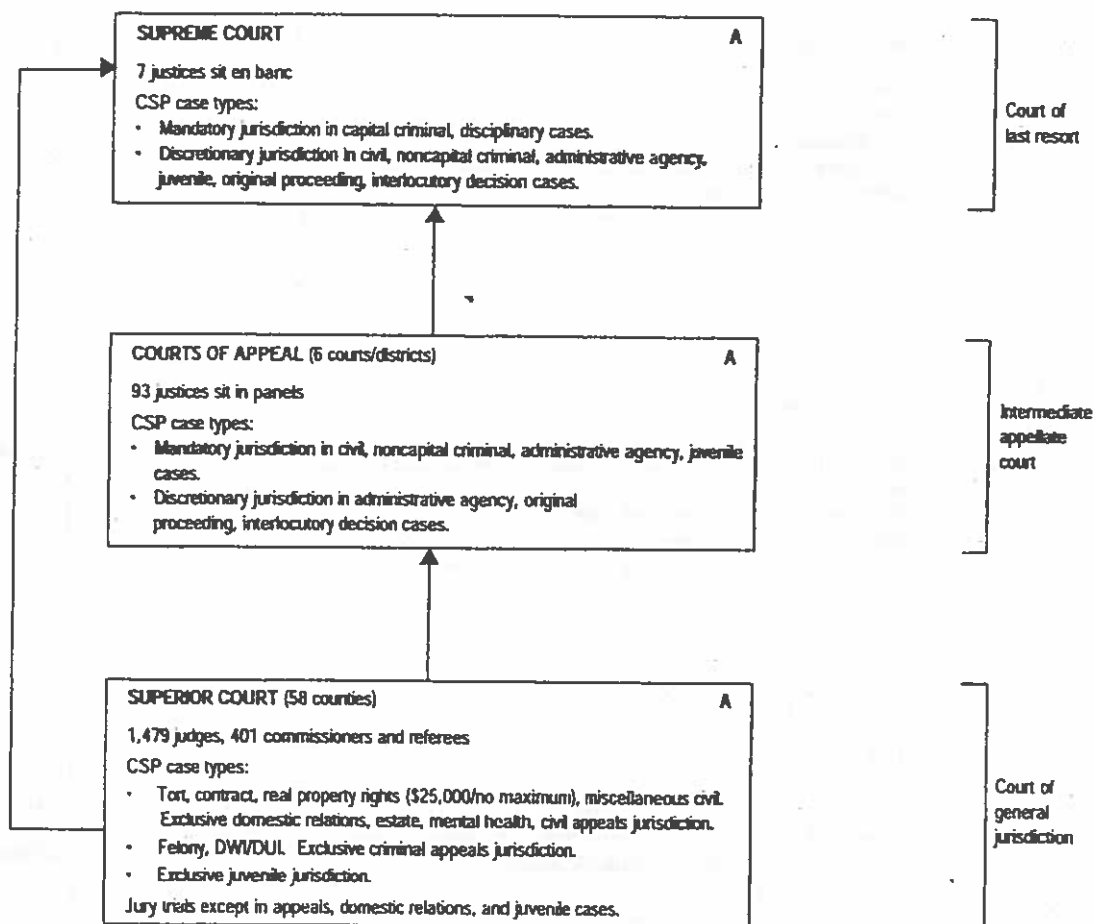 SUPREME COURT A
7 justices sit en banc
CSP case types:
• Mandatory jurisdiction in capital criminal, disciplinary cases.
• Discretionary jurisdiction in civil, noncapital criminal, administrative agency,
juvenile, original proceeding, interlocutory decision cases.
Court of
last resort
COURTS OF APPEAL (6 courts/districts) A
93 justices sit in panels
CSP case types:
• Mandatory jurisdiction in civil, noncapital criminal, administrative agency, juvenile
cases.
• Discretionary jurisdiction in administrative agency, original
proceeding, interlocutory decision cases.
Intermediate
appellate
court
SUPERIOR COURT (58 counties) A
1,479 judges, 401 commissioners and referees
CSP case types:
• Tort, contract, real property rights ($25,000/no maximum), miscellaneous civil.
Exclusive domestic relations, estate, mental health, civil appeals jurisdiction.
• Felony, DWI/DUI. Exclusive criminal appeals jurisdiction.
• Exclusive juvenile jurisdiction.
Jury trials except in appeals, domestic relations, and juvenile cases.
Court of
general
jurisdiction